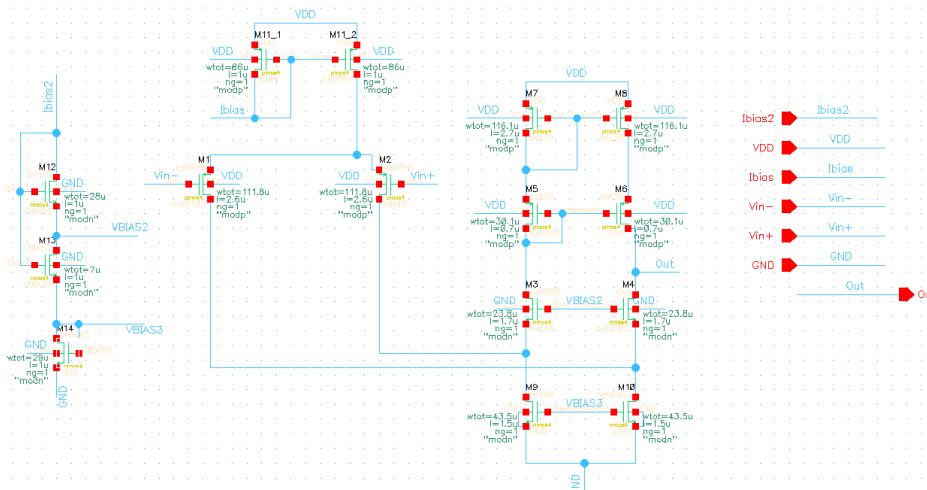 VDD
M11_1
M11_2
VDD
VDD
wtot=86u
l=1u
ng=1
"modp"
wtot=86u
l=1u
ng=1
"modp"
pmos4
pmos4
Ibias
Ibias2
M12
GND
wtot=28u
l=1u
ng=1
"modn"
VBIAS2
M13
GND
wtot=7u
l=1u
ng=1
"modn"
M14
VBIAS3
GND
wtot=29u
l=1u
ng=1
"modn"
GND
M1
M2
Vin-
VDD
VDD
Vin+
wtot=111.8u
l=2.6u
ng=1
"modp"
wtot=111.8u
l=2.6u
ng=1
"modp"
VDD
M7
M8
VDD
VDD
wtot=116.1u
l=2.7u
ng=1
"modp"
wtot=116.1u
l=2.7u
ng=1
"modp"
M5
M6
VDD
VDD
wtot=30.1u
l=0.7u
ng=1
"modp"
wtot=30.1u
l=0.7u
ng=1
"modp"
Out
M3
M4
GND
VBIAS2
GND
wtot=23.8u
l=1.7u
ng=1
"modn"
wtot=23.8u
l=1.7u
ng=1
"modn"
M9
M10
VBIAS3
wtot=43.5u
l=1.5u
ng=1
"modn"
wtot=43.5u
l=1.5u
ng=1
"modn"
ND
Ibias2
Ibias2
VDD
VDD
Ibias
Ibias
Vin-
Vin-
Vin+
Vin+
GND
GND
Out